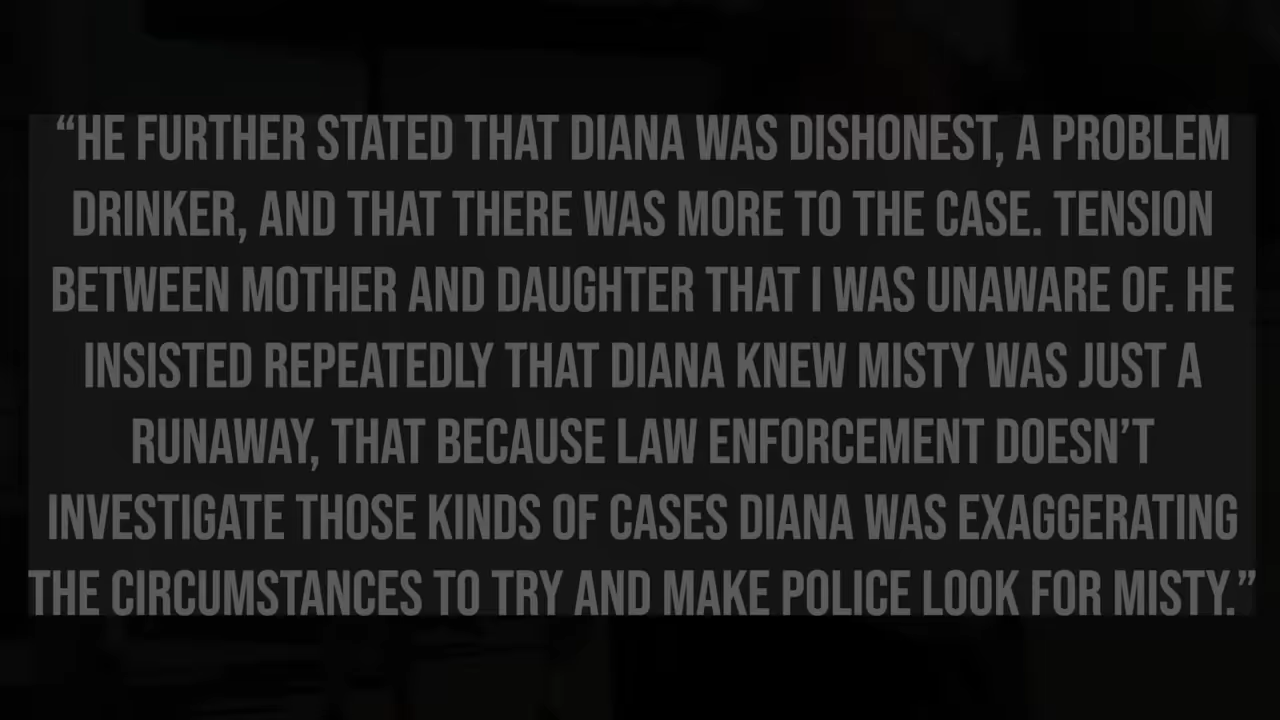 “HE FURTHER STATED THAT DIANA WAS DISHONEST, A PROBLEM
DRINKER, AND THAT THERE WAS MORE TO THE CASE. TENSION
BETWEEN MOTHER AND DAUGHTER THAT I WAS UNAWARE OF. HE
INSISTED REPEATEDLY THAT DIANA KNEW MISTY WAS JUST A
RUNAWAY, THAT BECAUSE LAW ENFORCEMENT DOESN’T
INVESTIGATE THOSE KINDS OF CASES DIANA WAS EXAGGERATING
THE CIRCUMSTANCES TO TRY AND MAKE POLICE LOOK FOR MISTY.”